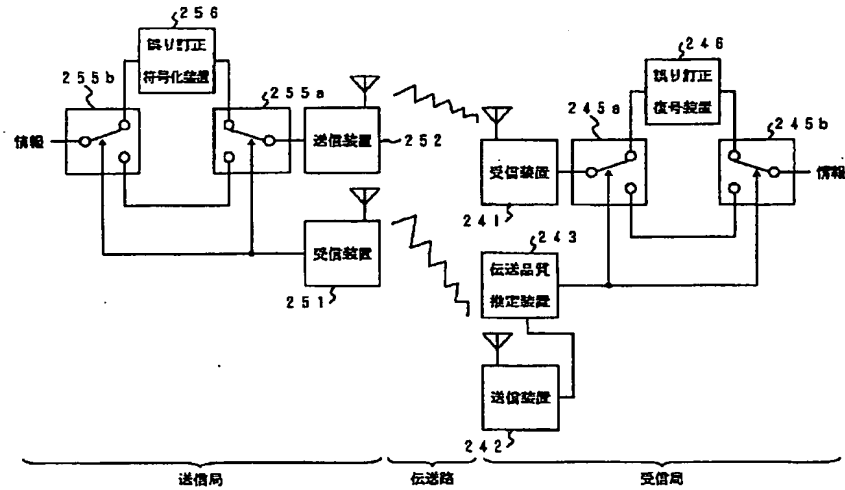 256
誤り訂正
符号化装置
255b
255a
情報
送信装置
252
受信装置
251
246
誤り訂正
復号装置
245a
245b
受信装置
情報
241
243
伝送品質
推定装置
送信装置
242
送信局
伝送路
受信局